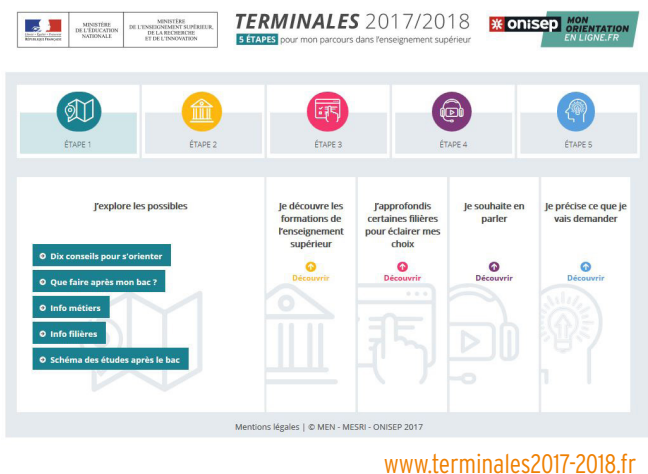 MINISTÈRE
DE L'ÉDUCATION
NATIONALE
MINISTÈRE
DE L'ENSEIGNEMENT SUPÉRIEUR,
DE LA RECHERCHE
ET DE L'INNOVATION
TERMINALES 2017/2018
5 ÉTAPES pour mon parcours dans l'enseignement supérieur
onisep
MON
ORIENTATION
EN LIGNE.FR
ÉTAPE 1
ÉTAPE 2
ÉTAPE 3
ÉTAPE 4
ÉTAPE 5
J'explore les possibles
Dix conseils pour s'orienter
Que faire après mon bac ?
Info métiers
Info filières
Schéma des études après le bac
Je découvre les
formations de
l'enseignement
supérieur
Découvrir
J'approfondis
certaines filières
pour éclairer mes
choix
Découvrir
Je souhaite en
parler
Découvrir
Je précise ce que je
vais demander
Découvrir
Mentions légales | © MEN - MESRI - ONISEP 2017
www.terminales2017-2018.fr